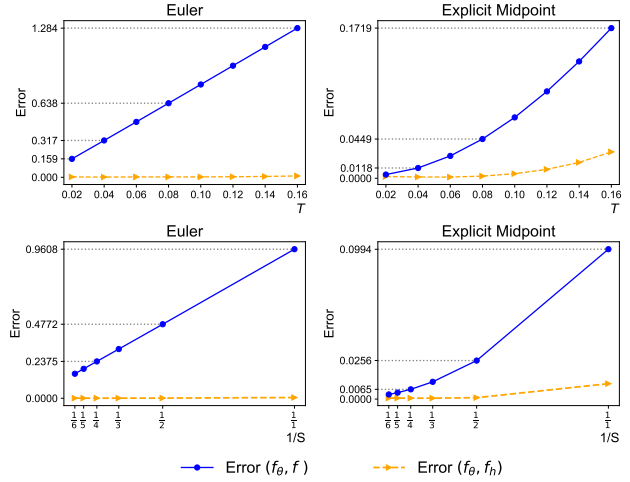 Euler
Explicit Midpoint
Error
1.284
0.638
0.317
0.159
0.000
0.02 0.04 0.06 0.08 0.10 0.12 0.14 0.16
T
Error
0.1719
0.0449
0.0118
0.0000
0.02 0.04 0.06 0.08 0.10 0.12 0.14 0.16
T
Euler
Explicit Midpoint
Error
0.9608
0.4772
0.2375
0.0000
1/6 1/5 1/4 1/3 1/2 1/1
1/S
Error
0.0994
0.0256
0.0065
0.0000
1/6 1/5 1/4 1/3 1/2 1/1
1/S
Error (f_θ, f)
Error (f_θ, f_h)